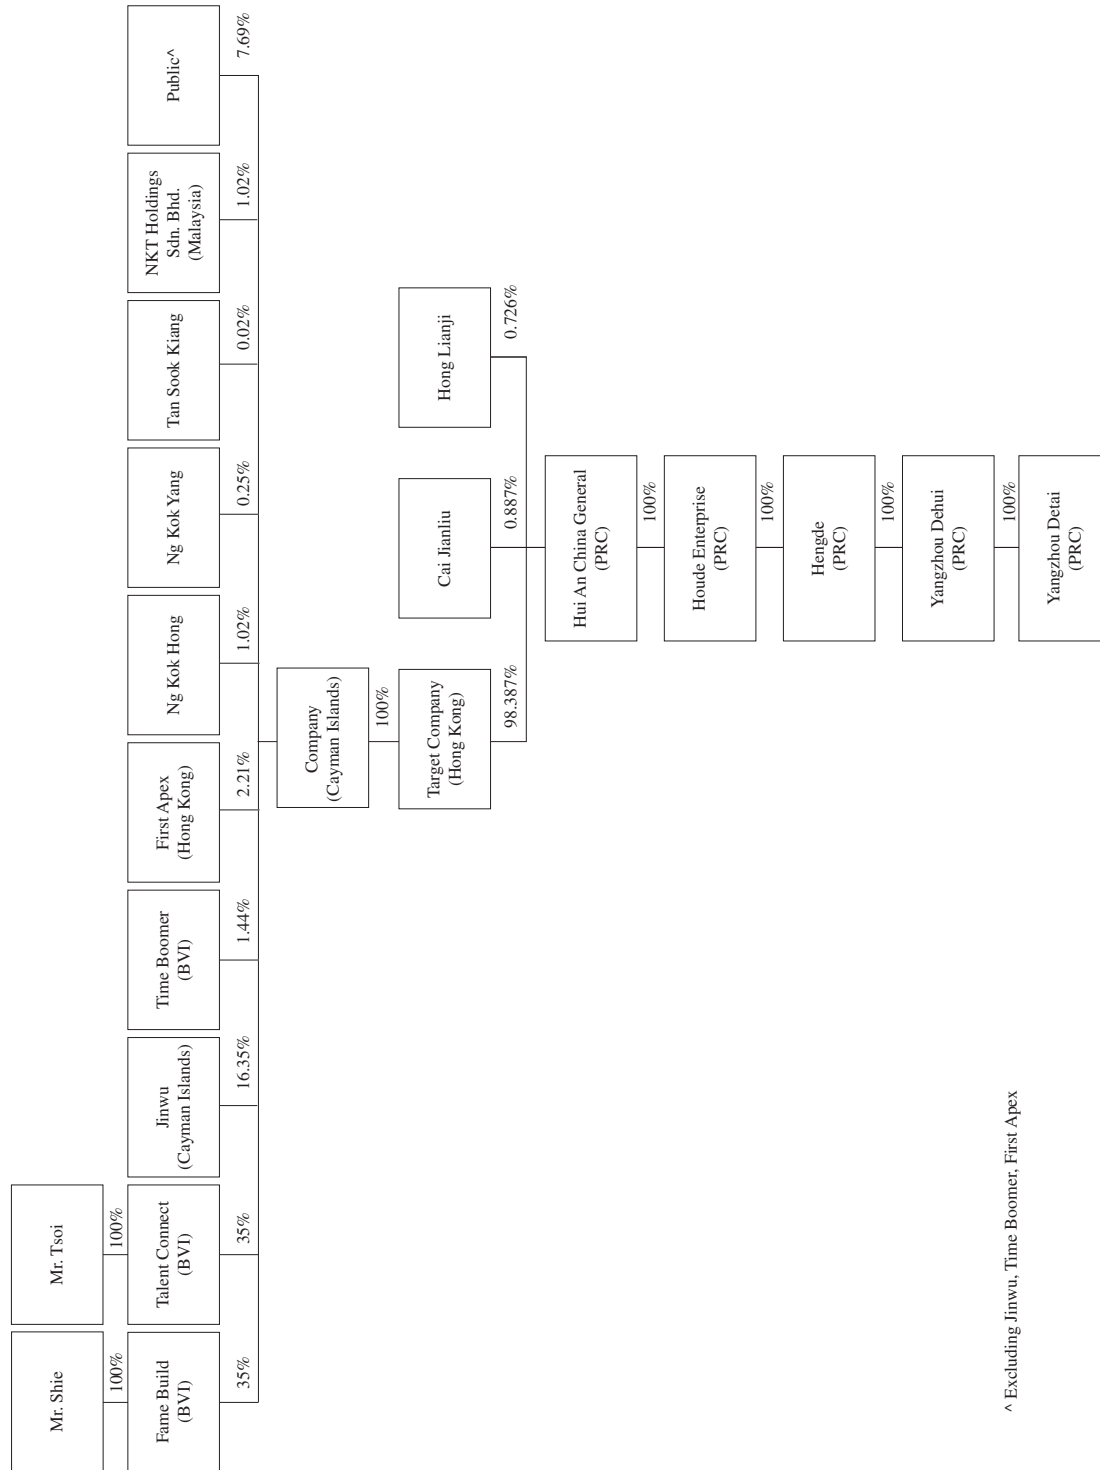 Mr. Shie
Mr. Tsoi
100%
100%
Fame Build
(BVI)
Talent Connect
(BVI)
Jinwu
(Cayman Islands)
Time Boomer
(BVI)
First Apex
(Hong Kong)
Ng Kok Hong
Ng Kok Yang
Tan Sook Kiang
NKT Holdings
Sdn. Bhd.
(Malaysia)
Public^
35%
35%
16.35%
1.44%
2.21%
1.02%
0.25%
0.02%
1.02%
7.69%
Company
(Cayman Islands)
100%
Target Company
(Hong Kong)
Cai Jianliu
Hong Lianji
98.387%
0.887%
0.726%
Hui An China General
(PRC)
100%
Houde Enterprise
(PRC)
100%
Hengde
(PRC)
100%
Yangzhou Dehui
(PRC)
100%
Yangzhou Detai
(PRC)
^ Excluding Jinwu, Time Boomer, First Apex